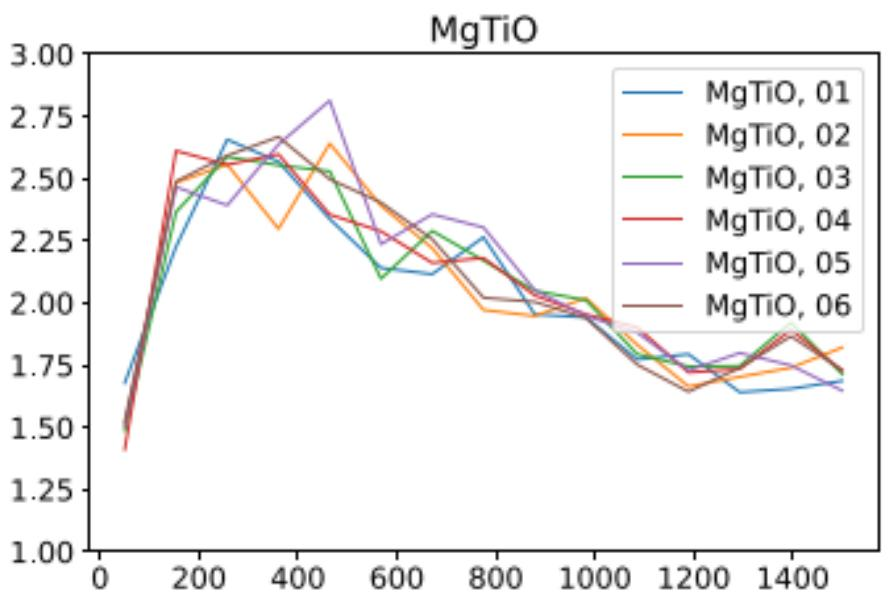 MgTiO
3.00
2.75
2.50
2.25
2.00
1.75
1.50
1.25
1.00
MgTiO, 01
MgTiO, 02
MgTiO, 03
MgTiO, 04
MgTiO, 05
MgTiO, 06
0 200 400 600 800 1000 1200 1400